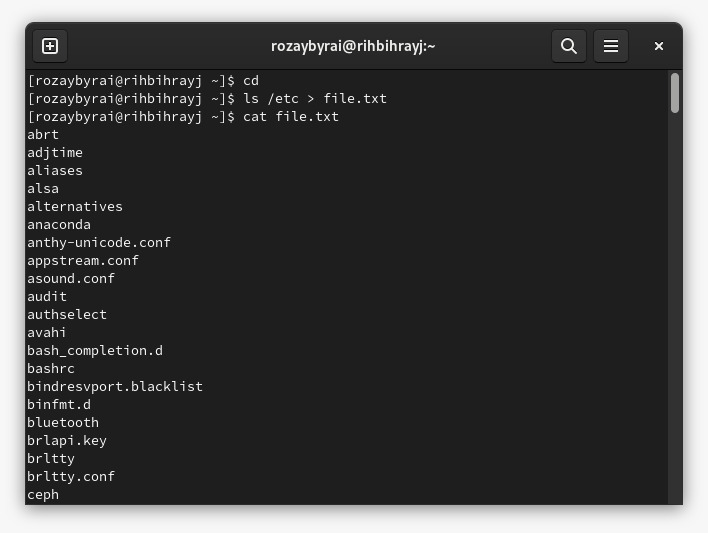 rozaybyrai@rihbihrayj:~
[rozaybyrai@rihbihrayj ~]$ cd
[rozaybyrai@rihbihrayj ~]$ ls /etc > file.txt
[rozaybyrai@rihbihrayj ~]$ cat file.txt
abrt
adjtime
aliases
alsa
alternatives
anaconda
anthy-unicode.conf
appstream.conf
asound.conf
audit
authselect
avahi
bash_completion.d
bashrc
bindresvport.blacklist
binfmt.d
bluetooth
brlapi.key
brltty
brltty.conf
ceph